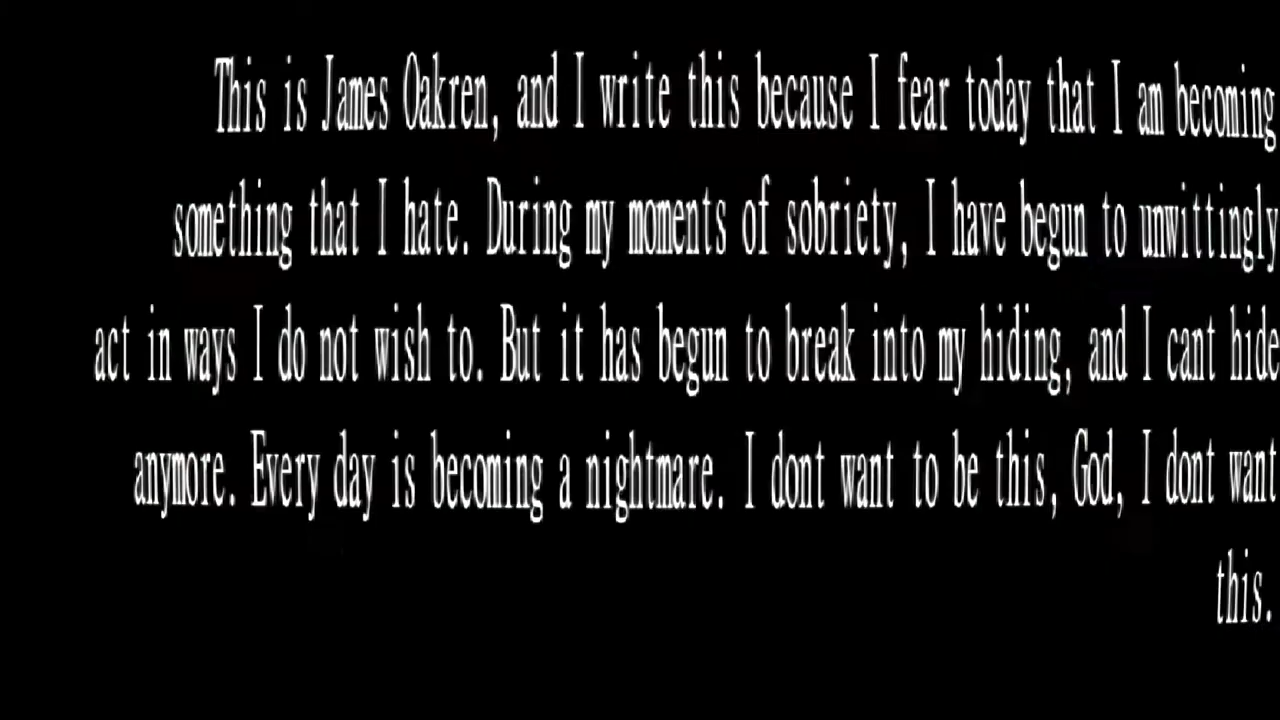 This is James Oakren, and I write this because I fear today that I am becoming
something that I hate. During my moments of sobriety, I have begun to unwittingly
act in ways I do not wish to. But it has begun to break into my hiding, and I cant hide
anymore. Every day is becoming a nightmare. I dont want to be this, God, I dont want
this.